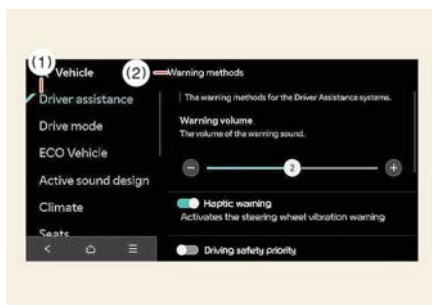 (1)
Vehicle
(2)
Warning methods
Driver assistance
Drive mode
ECO Vehicle
Active sound design
Climate
Seats
The warning methods for the Driver Assistance systems.
Warning volume
The volume of the warning sound.
2
Haptic warning
Activates the steering wheel vibration warning
Driving safety priority